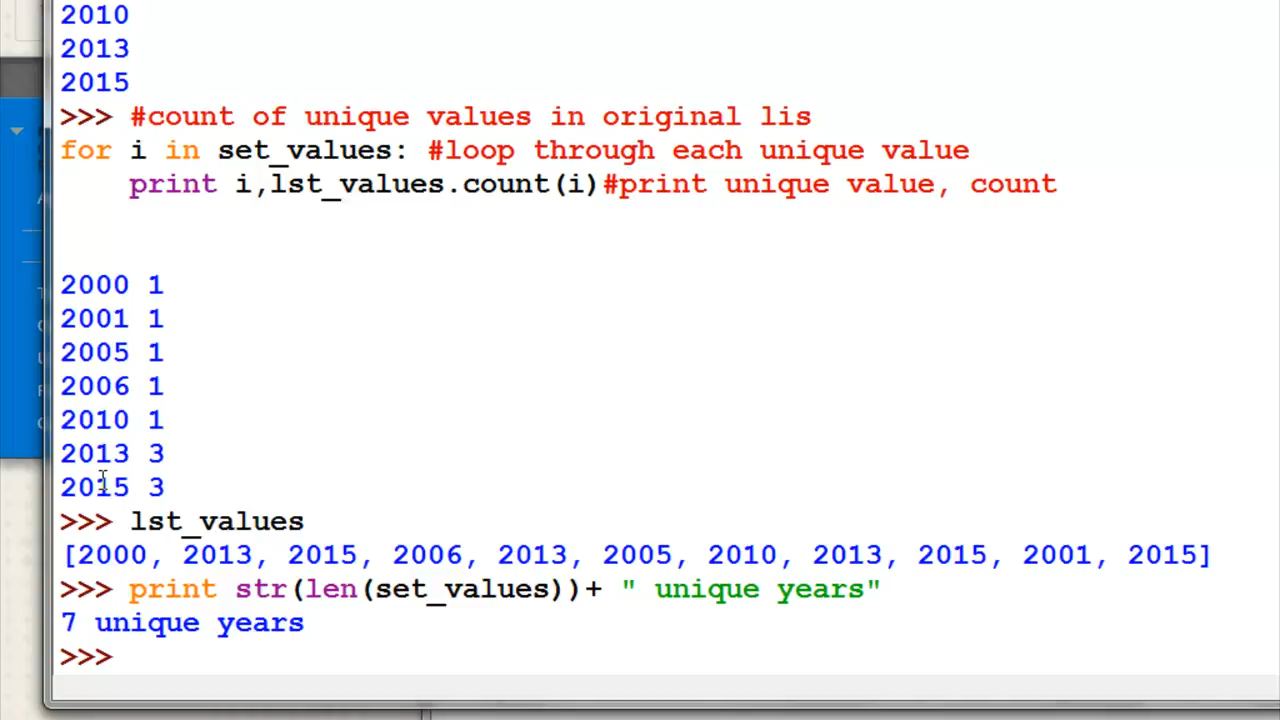 2010
2013
2015
>>> #count of unique values in original lis
for i in set_values: #loop through each unique value
    print i,lst_values.count(i)#print unique value, count
2000 1
2001 1
2005 1
2006 1
2010 1
2013 3
2015 3
>>> lst_values
[2000, 2013, 2015, 2006, 2013, 2005, 2010, 2013, 2015, 2001, 2015]
>>> print str(len(set_values))+ " unique years"
7 unique years
>>>